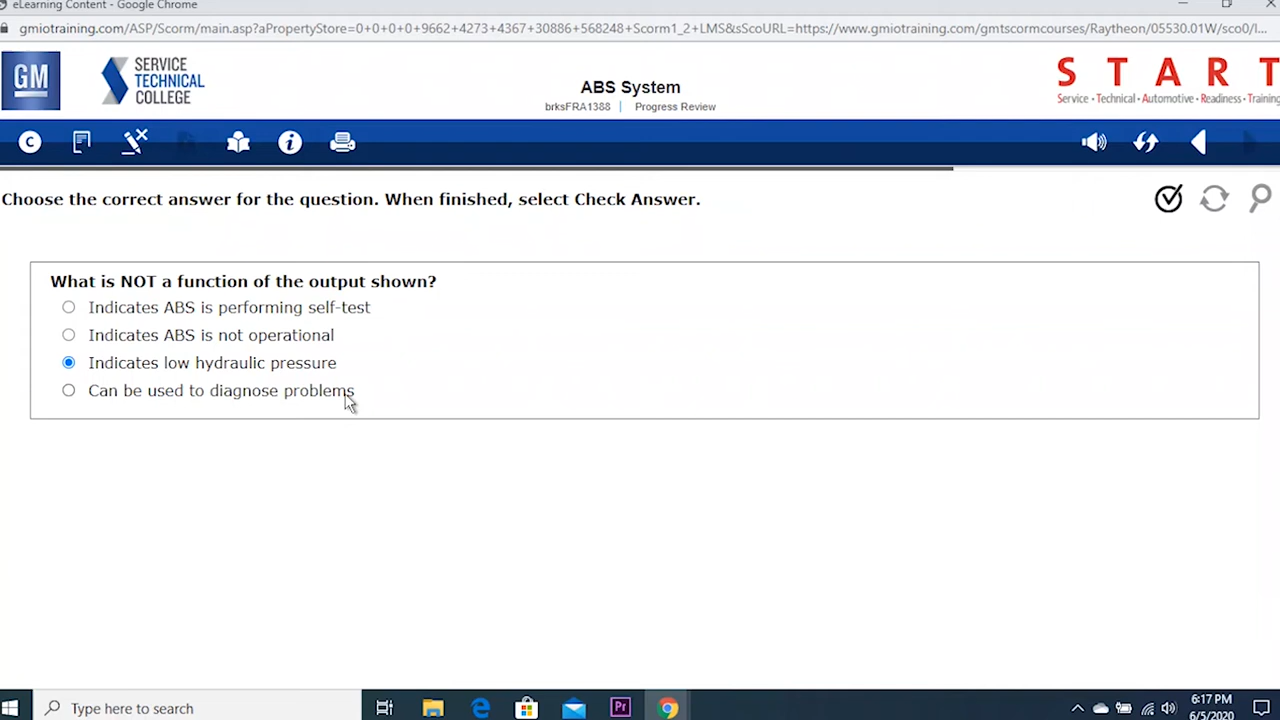 eLearning Content - Google Chrome
gmiotraining.com/ASP/Scorm/main.asp?aPropertyStore=0+0+0+0+9662+4273+4367+30886+568248+Scorm1_2+LMS&sScoURL=https://www.gmiotraining.com/gmtscormcourses/Raytheon/05530.01W/sco0/l...
GM
SERVICE
TECHNICAL
COLLEGE
ABS System
brksFRA1388 | Progress Review
START
Service • Technical • Automotive • Readiness • Training
C
i
Choose the correct answer for the question. When finished, select Check Answer.
What is NOT a function of the output shown?
Indicates ABS is performing self-test
Indicates ABS is not operational
Indicates low hydraulic pressure
Can be used to diagnose problems
Type here to search
Pr
6:17 PM
6/5/2020